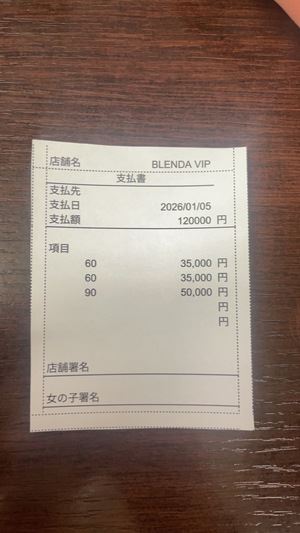 店舗名 BLENDA VIP
支払書
支払先
支払日 2026/01/05
支払額 120000 円
項目
60 35,000 円
60 35,000 円
90 50,000 円
円
円
店舗署名
女の子署名